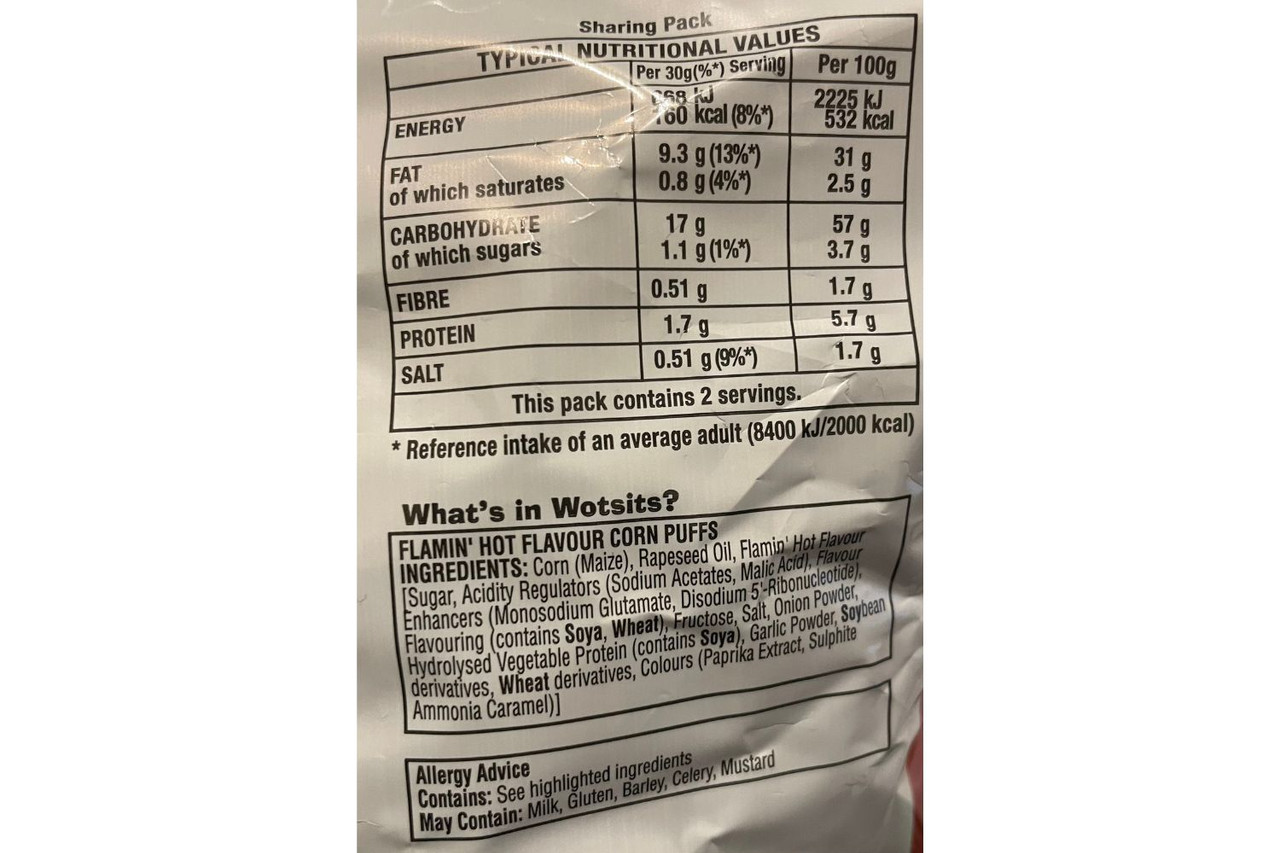 Sharing Pack
TYPICAL NUTRITIONAL VALUES
Per 30g(%*) Serving Per 100g
ENERGY 668 kJ 2225 kJ
160 kcal (8%*) 532 kcal
FAT 9.3 g (13%*) 31 g
of which saturates 0.8 g (4%*) 2.5 g
CARBOHYDRATE 17 g 57 g
of which sugars 1.1 g (1%*) 3.7 g
FIBRE 0.51 g 1.7 g
PROTEIN 1.7 g 5.7 g
SALT 0.51 g (9%*) 1.7 g
This pack contains 2 servings.
* Reference intake of an average adult (8400 kJ/2000 kcal)
What's in Wotsits?
FLAMIN' HOT FLAVOUR CORN PUFFS
INGREDIENTS: Corn (Maize), Rapeseed Oil, Flamin' Hot Flavour
[Sugar, Acidity Regulators (Sodium Acetates, Malic Acid), Flavour
Enhancers (Monosodium Glutamate, Disodium 5'-Ribonucleotide),
Flavouring (contains Soya, Wheat), Fructose, Salt, Onion Powder,
Hydrolysed Vegetable Protein (contains Soya), Garlic Powder, Soybean
derivatives, Wheat derivatives, Colours (Paprika Extract, Sulphite
Ammonia Caramel)]
Allergy Advice
Contains: See highlighted ingredients
May Contain: Milk, Gluten, Barley, Celery, Mustard